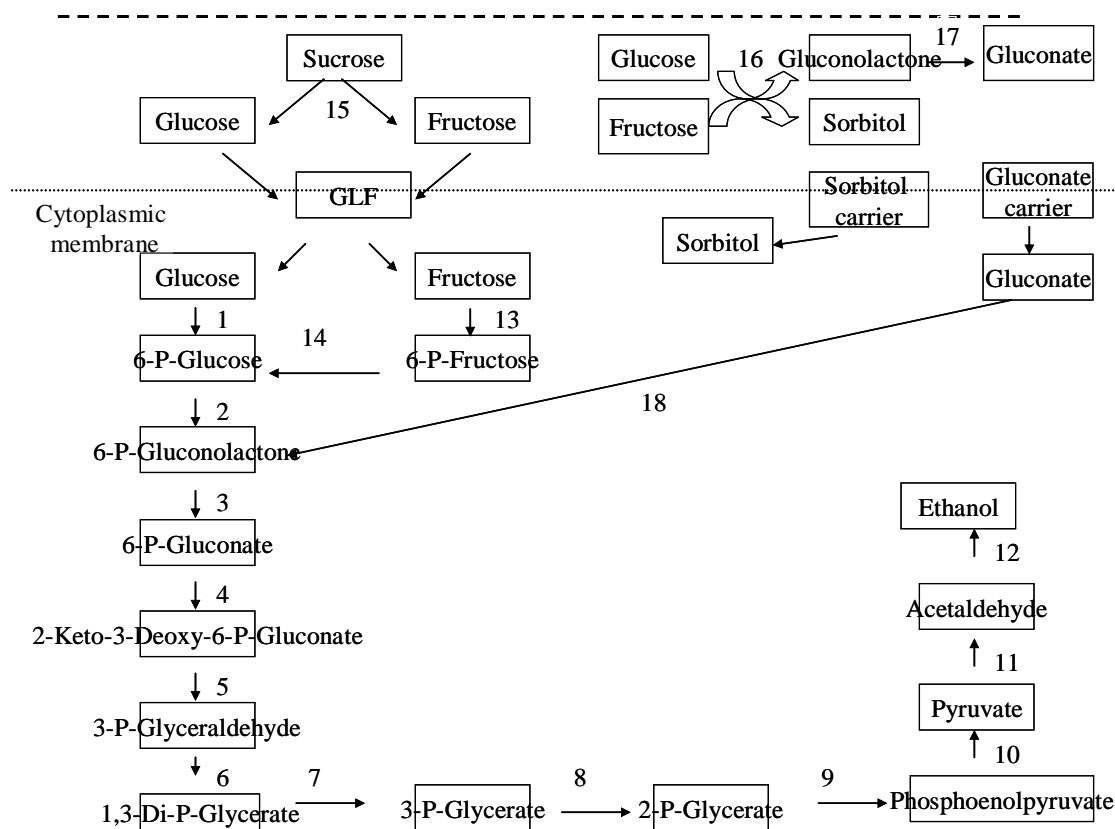 17
Sucrose
Glucose
16
Gluconolactone
Gluconate
15
Glucose
Fructose
Fructose
Sorbitol
GLF
Sorbitol
carrier
Gluconate
carrier
Cytoplasmic
membrane
Sorbitol
Glucose
Fructose
Gluconate
1
14
13
6-P-Glucose
6-P-Fructose
2
18
6-P-Gluconolactone
3
Ethanol
6-P-Gluconate
12
4
Acetaldehyde
2-Keto-3-Deoxy-6-P-Gluconate
11
5
Pyruvate
3-P-Glyceraldehyde
10
6
7
8
9
1,3-Di-P-Glycerate
3-P-Glycerate
2-P-Glycerate
Phosphoenolpyruvate